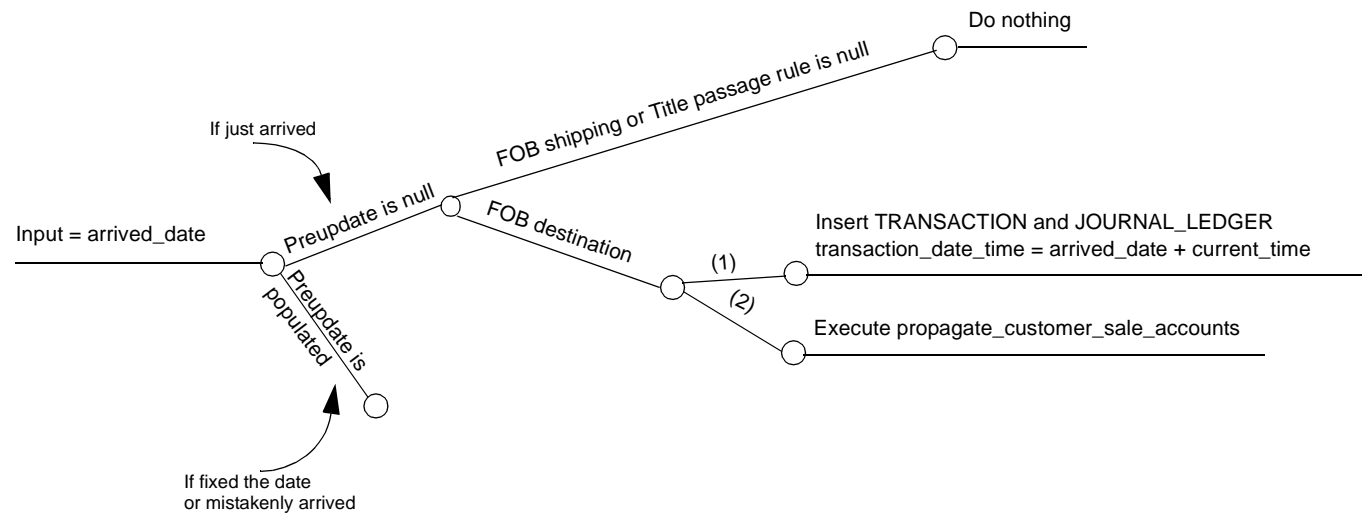 Do nothing
FOB shipping or Title passage rule is null
If just arrived
Preupdate is null
FOB destination
Input = arrived_date
Insert TRANSACTION and JOURNAL_LEDGER
transaction_date_time = arrived_date + current_time
(1)
(2)
Execute propagate_customer_sale_accounts
Preupdate is
populated
If fixed the date
or mistakenly arrived